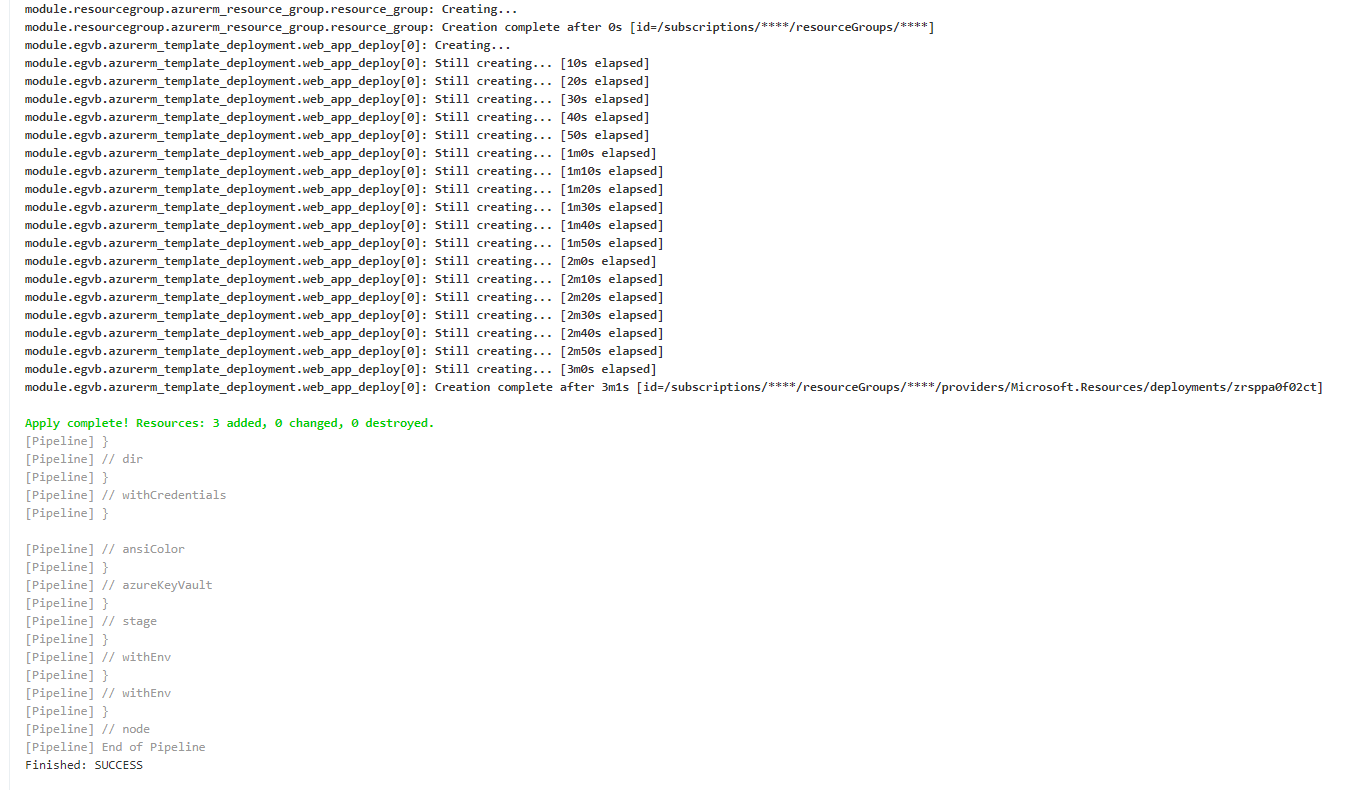 module.resourcegroup.azurerm_resource_group.resource_group: Creating...
module.resourcegroup.azurerm_resource_group.resource_group: Creation complete after 0s [id=/subscriptions/****/resourceGroups/****]
module.egvb.azurerm_template_deployment.web_app_deploy[0]: Creating...
module.egvb.azurerm_template_deployment.web_app_deploy[0]: Still creating... [10s elapsed]
module.egvb.azurerm_template_deployment.web_app_deploy[0]: Still creating... [20s elapsed]
module.egvb.azurerm_template_deployment.web_app_deploy[0]: Still creating... [30s elapsed]
module.egvb.azurerm_template_deployment.web_app_deploy[0]: Still creating... [40s elapsed]
module.egvb.azurerm_template_deployment.web_app_deploy[0]: Still creating... [50s elapsed]
module.egvb.azurerm_template_deployment.web_app_deploy[0]: Still creating... [1m0s elapsed]
module.egvb.azurerm_template_deployment.web_app_deploy[0]: Still creating... [1m10s elapsed]
module.egvb.azurerm_template_deployment.web_app_deploy[0]: Still creating... [1m20s elapsed]
module.egvb.azurerm_template_deployment.web_app_deploy[0]: Still creating... [1m30s elapsed]
module.egvb.azurerm_template_deployment.web_app_deploy[0]: Still creating... [1m40s elapsed]
module.egvb.azurerm_template_deployment.web_app_deploy[0]: Still creating... [1m50s elapsed]
module.egvb.azurerm_template_deployment.web_app_deploy[0]: Still creating... [2m0s elapsed]
module.egvb.azurerm_template_deployment.web_app_deploy[0]: Still creating... [2m10s elapsed]
module.egvb.azurerm_template_deployment.web_app_deploy[0]: Still creating... [2m20s elapsed]
module.egvb.azurerm_template_deployment.web_app_deploy[0]: Still creating... [2m30s elapsed]
module.egvb.azurerm_template_deployment.web_app_deploy[0]: Still creating... [2m40s elapsed]
module.egvb.azurerm_template_deployment.web_app_deploy[0]: Still creating... [2m50s elapsed]
module.egvb.azurerm_template_deployment.web_app_deploy[0]: Still creating... [3m0s elapsed]
module.egvb.azurerm_template_deployment.web_app_deploy[0]: Creation complete after 3m1s [id=/subscriptions/****/resourceGroups/****/providers/Microsoft.Resources/deployments/zrsppa0f02ct]
Apply complete! Resources: 3 added, 0 changed, 0 destroyed.
[Pipeline] }
[Pipeline] // dir
[Pipeline] }
[Pipeline] // withCredentials
[Pipeline] }
[Pipeline] // ansiColor
[Pipeline] }
[Pipeline] // azureKeyVault
[Pipeline] }
[Pipeline] // stage
[Pipeline] }
[Pipeline] // withEnv
[Pipeline] }
[Pipeline] // withEnv
[Pipeline] }
[Pipeline] // node
[Pipeline] End of Pipeline
Finished: SUCCESS